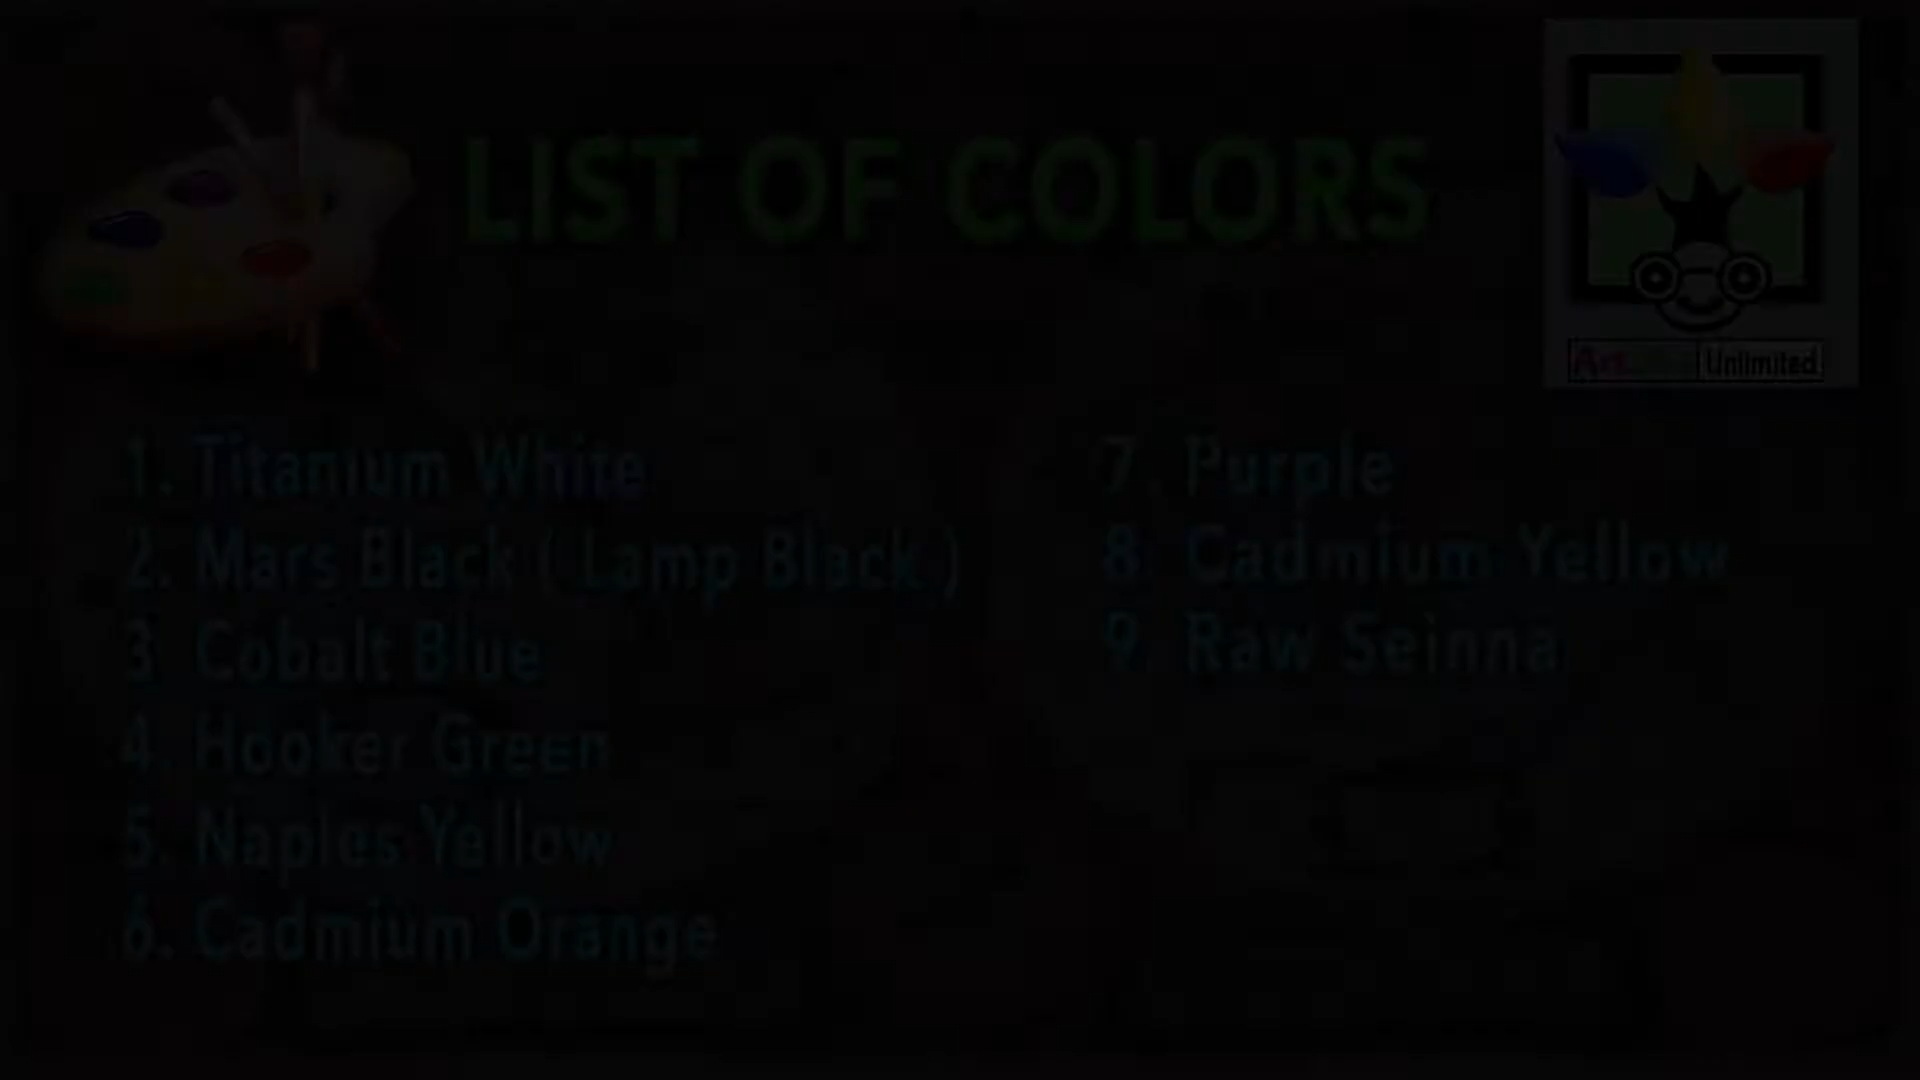 LIST OF COLORS
Art Unlimited
1. Titanium White
2. Mars Black ( Lamp Black )
3 Cobalt Blue
4. Hooker Green
5. Naples Yellow
6. Cadmium Orange
7. Purple
8 Cadmium Yellow
9 Raw Seinna